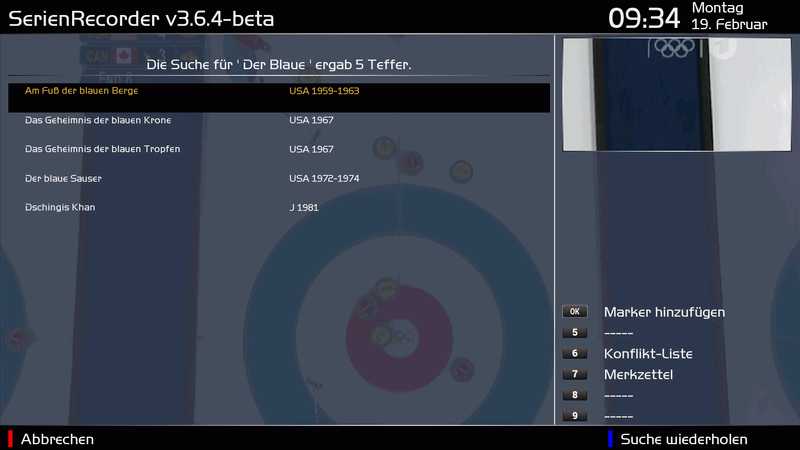 SerienRecorder v3.6.4-beta
09:34
Montag
19. Februar
CAN 3
END 6
Die Suche für ' Der Blaue ' ergab 5 Teffer.
Am Fuß der blauen Berge USA 1959-1963
Das Geheimnis der blauen Krone USA 1967
Das Geheimnis der blauen Tropfen USA 1967
Der blaue Sauser USA 1972-1974
Dschingis Khan J 1981
OK Marker hinzufügen
5 -----
6 Konflikt-Liste
7 Merkzettel
8 -----
9 -----
Abbrechen
Suche wiederholen